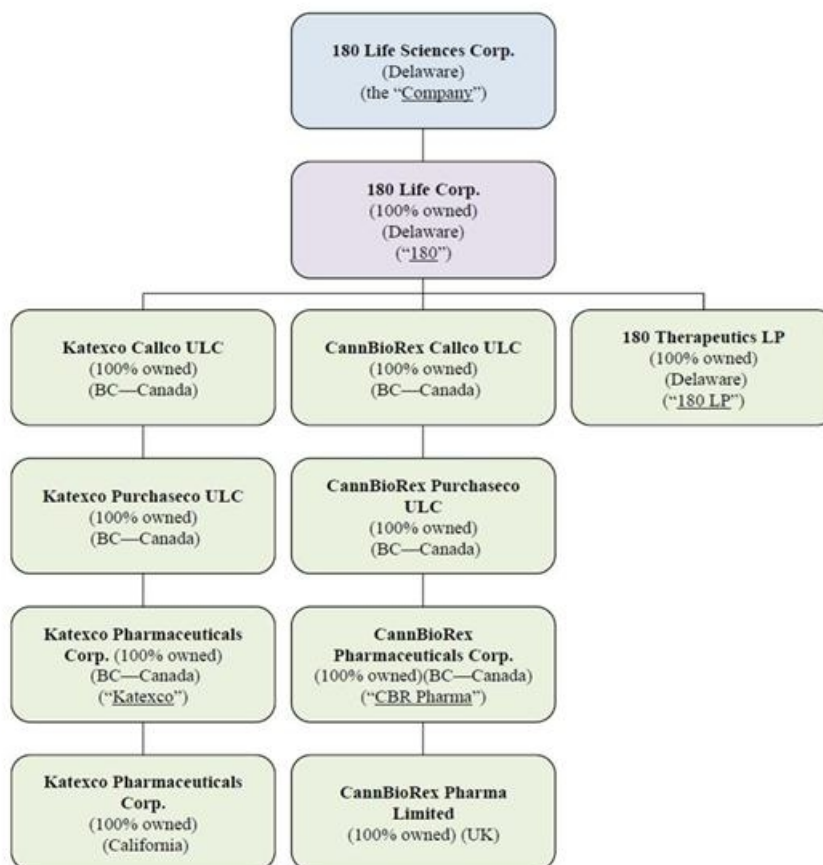 180 Life Sciences Corp.
(Delaware)
(the “Company”)
180 Life Corp.
(100% owned)
(Delaware)
(“180”)
Katexco Callco ULC
(100% owned)
(BC—Canada)
CannBioRex Callco ULC
(100% owned)
(BC—Canada)
180 Therapeutics LP
(100% owned)
(Delaware)
(“180 LP”)
Katexco Purchaseco ULC
(100% owned)
(BC—Canada)
CannBioRex Purchaseco
ULC
(100% owned)
(BC—Canada)
Katexco Pharmaceuticals
Corp. (100% owned)
(BC—Canada)
(“Katexco”)
CannBioRex
Pharmaceuticals Corp.
(100% owned)(BC—Canada)
(“CBR Pharma”)
Katexco Pharmaceuticals
Corp.
(100% owned)
(California)
CannBioRex Pharma
Limited
(100% owned) (UK)